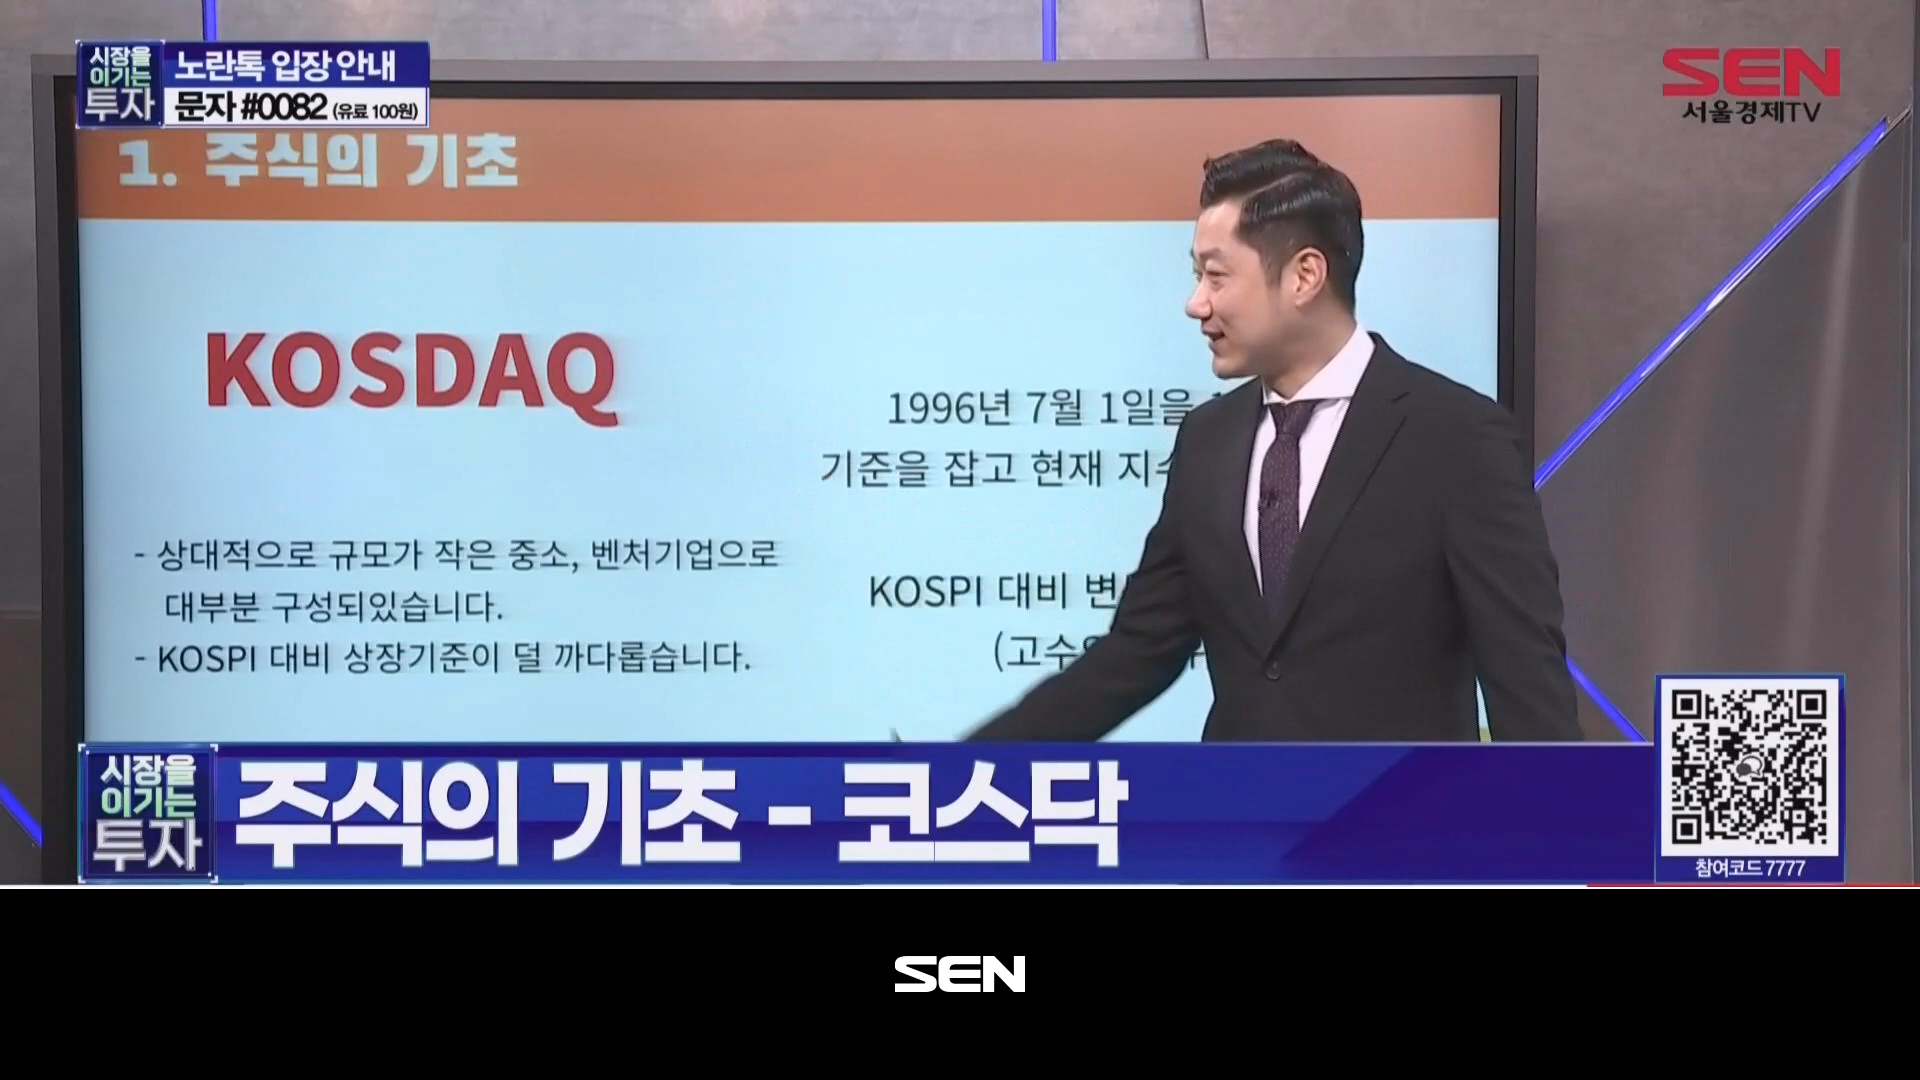 시장을
이기는
투자
노란톡 입장 안내
문자 #0082 (유료 100원)
SEN
서울경제TV
1. 주식의 기초
KOSDAQ
1996년 7월 1일을
기준을 잡고 현재
- 상대적으로 규모가 작은 중소, 벤처기업으로
대부분 구성되있습니다.
- KOSPI 대비 상장기준이 덜 까다롭습니다.
KOSPI 대비
시장을
이기는
투자
주식의 기초 - 코스닥
참여코드 7777
SEN